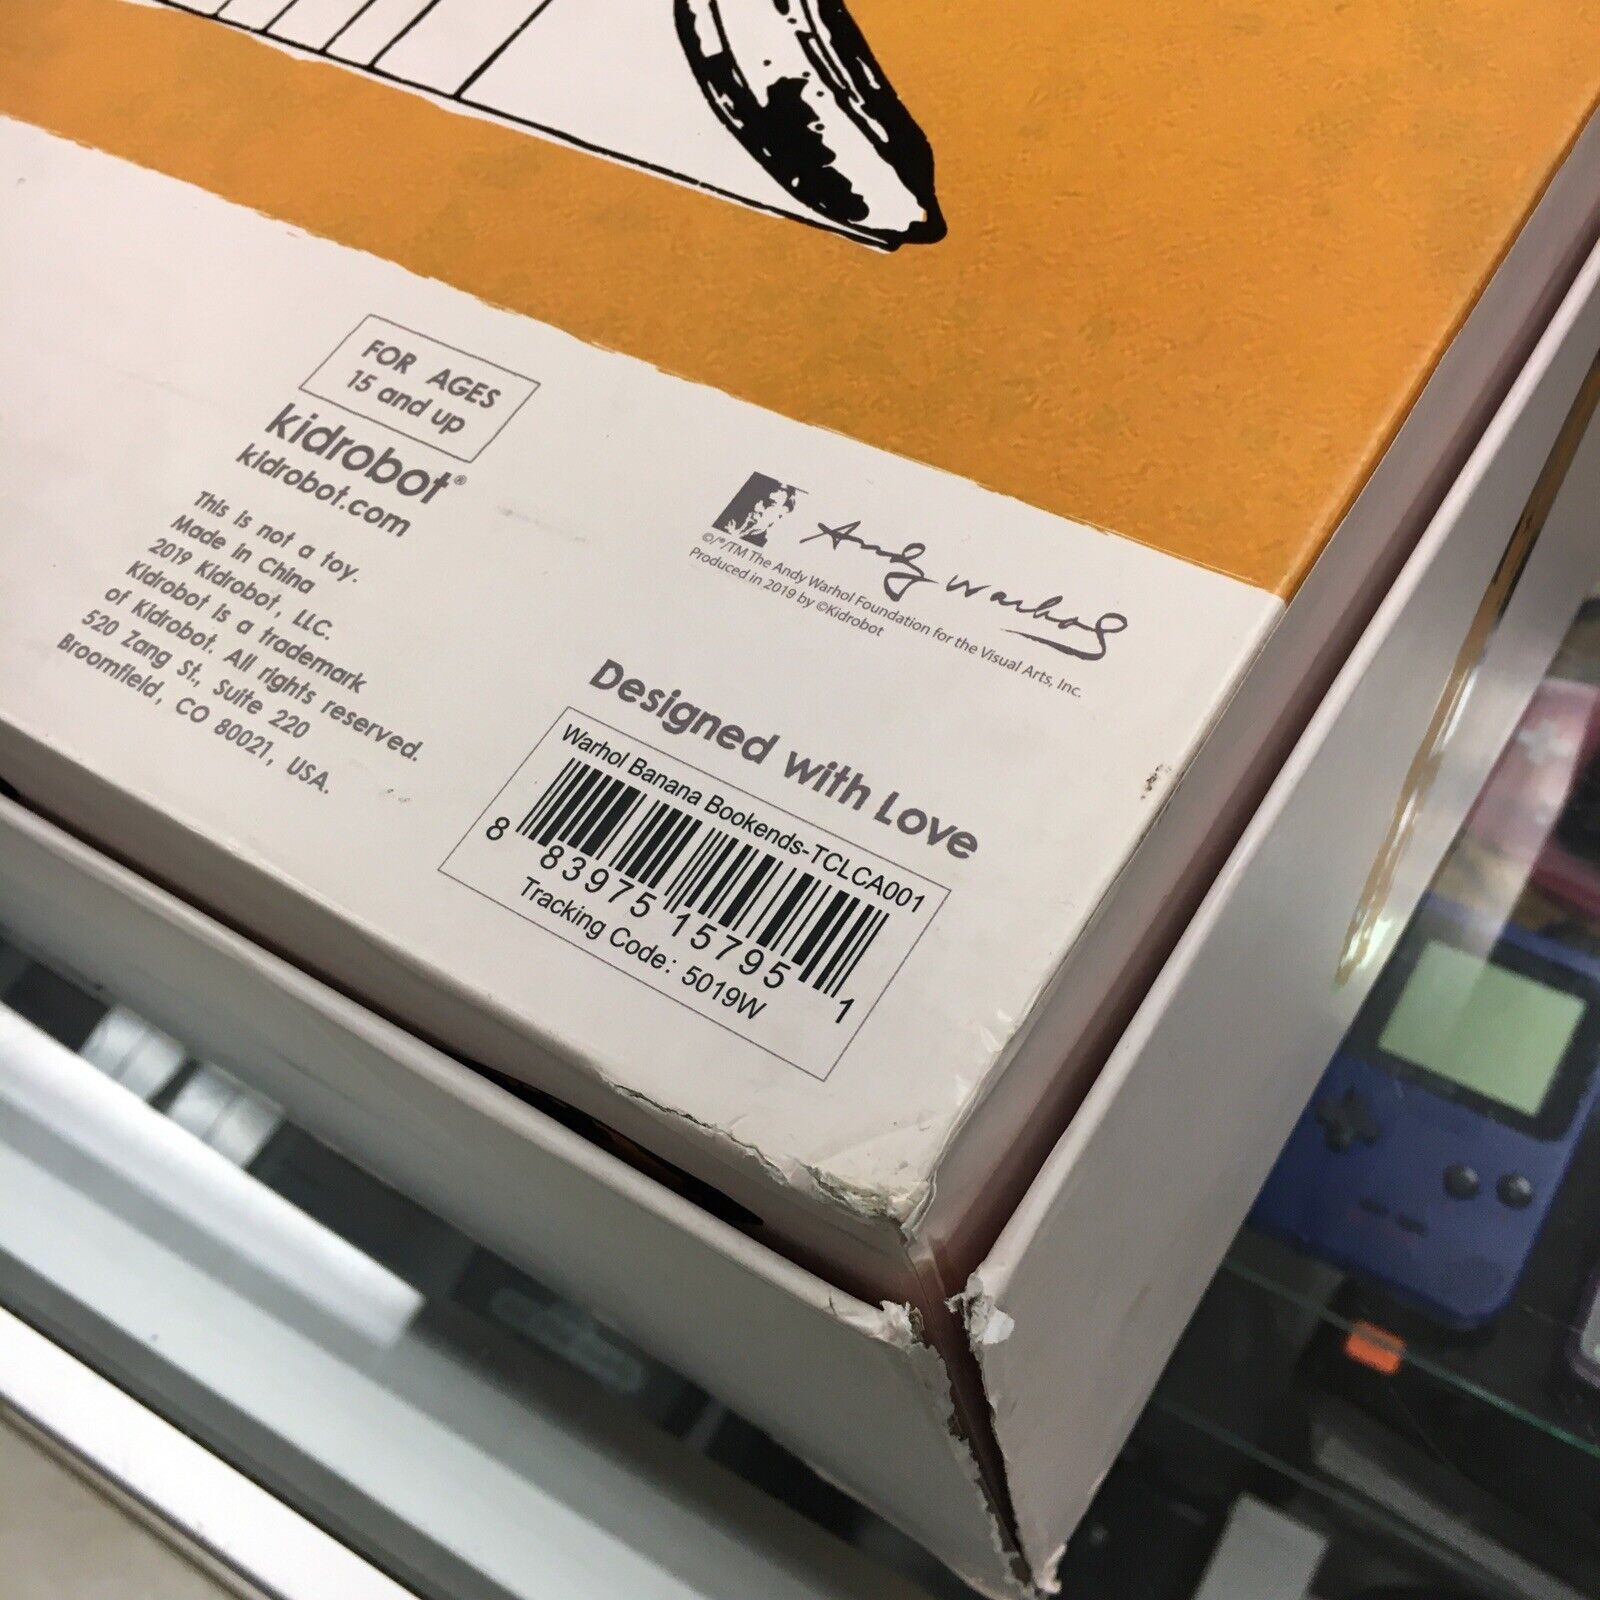 FOR AGES
15 and up
kidrobot®
kidrobot.com
This is not a toy.
Made in China
2019 Kidrobot, LLC.
Kidrobot is a trademark
of Kidrobot. All rights reserved.
520 Zang St., Suite 220
Broomfield, CO 80021, USA.
Andy Warhol
©/®/TM The Andy Warhol Foundation for the Visual Arts, Inc.
Produced in 2019 by ©Kidrobot
Designed with Love
Warhol Banana Bookends-TCLCA001
8 83975 15795 1
Tracking Code: 5019W